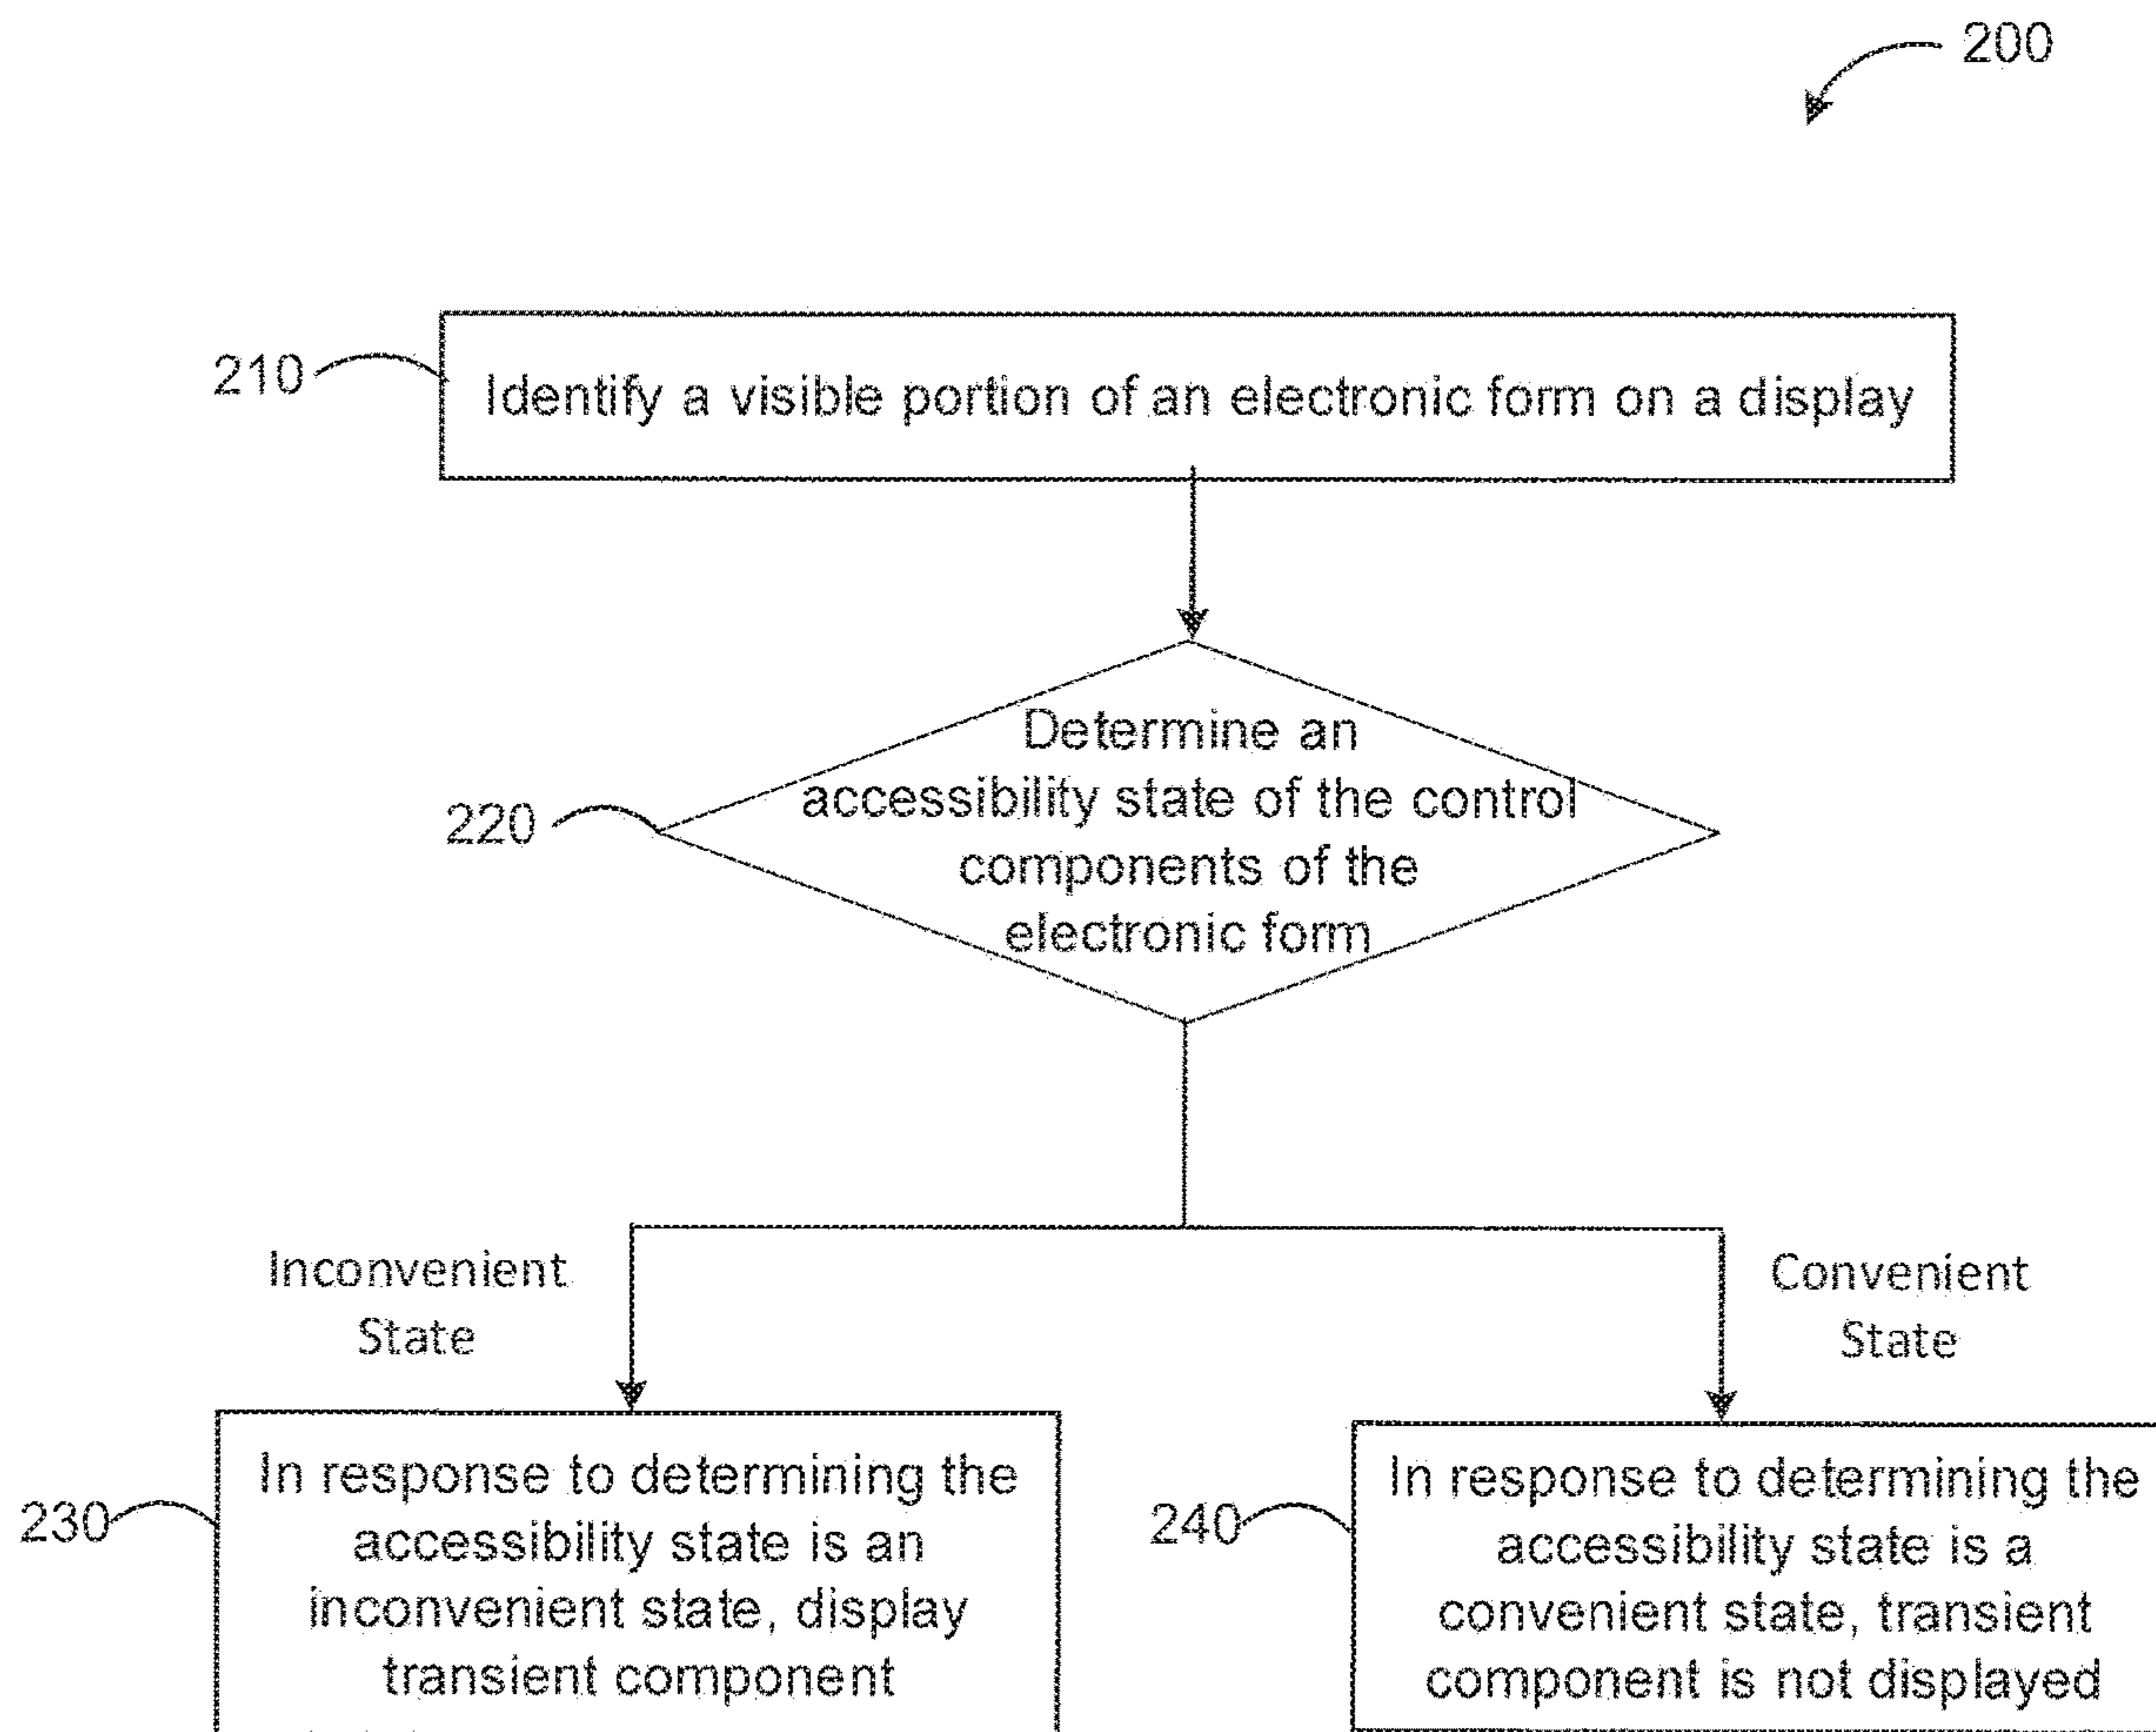 200
210
Identify a visible portion of an electronic form on a display
220
Determine an
accessibility state of the control
components of the
electronic form
Inconvenient
State
Convenient
State
230
In response to determining the
accessibility state is an
inconvenient state, display
transient component
240
In response to determining the
accessibility state is a
convenient state, transient
component is not displayed